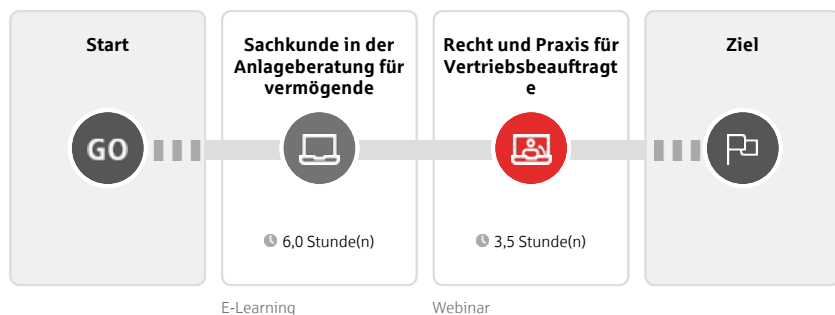 Start
GO
Sachkunde in der
Anlageberatung für
vermögende
6,0 Stunde(n)
E-Learning
Recht und Praxis für
Vertriebsbeauftragt
e
3,5 Stunde(n)
Webinar
Ziel